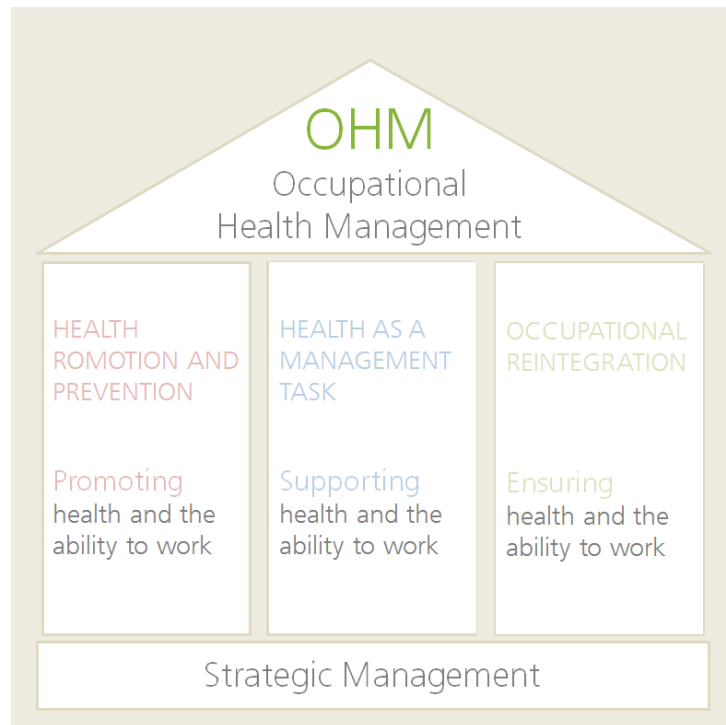 OHM
Occupational
Health Management
HEALTH
ROMOTION AND
PREVENTION
Promoting
health and the
ability to work
HEALTH AS A
MANAGEMENT
TASK
Supporting
health and the
ability to work
OCCUPATIONAL
REINTEGRATION
Ensuring
health and the
ability to work
Strategic Management